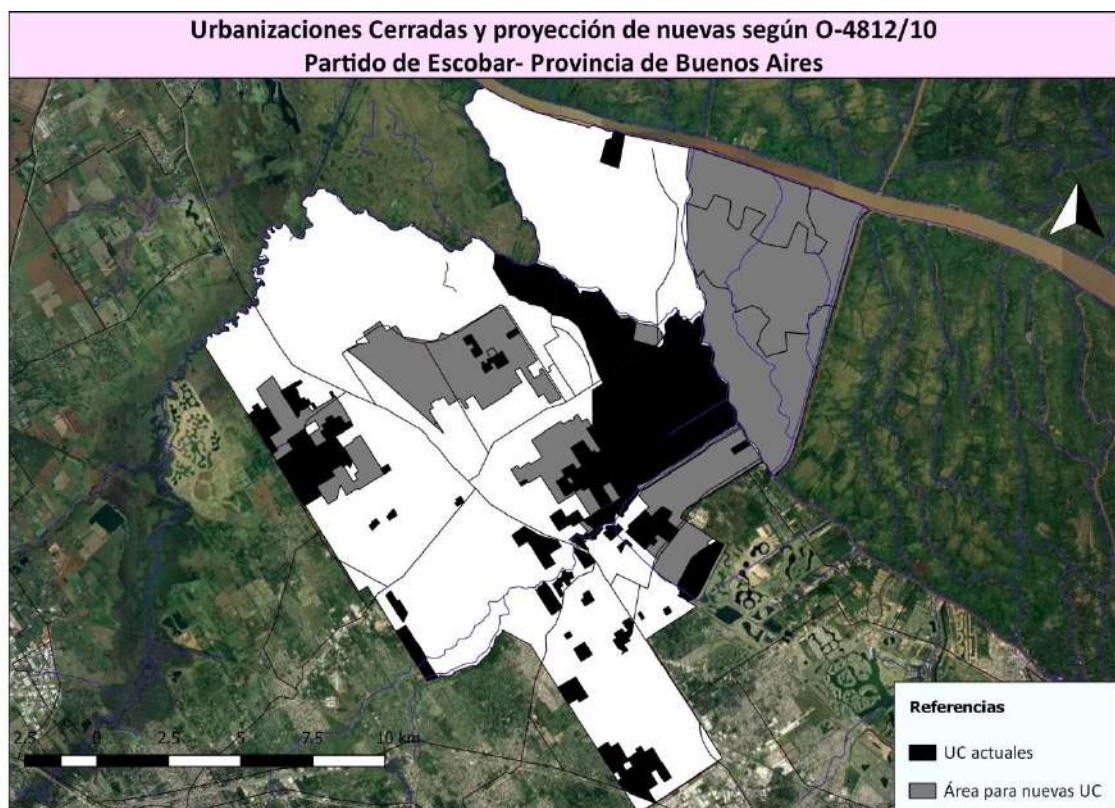 Urbanizaciones Cerradas y proyección de nuevas según O-4812/10
Partido de Escobar- Provincia de Buenos Aires
Referencias
UC actuales
Área para nuevas UC
2.5 0 2.5 5 7.5 10 km